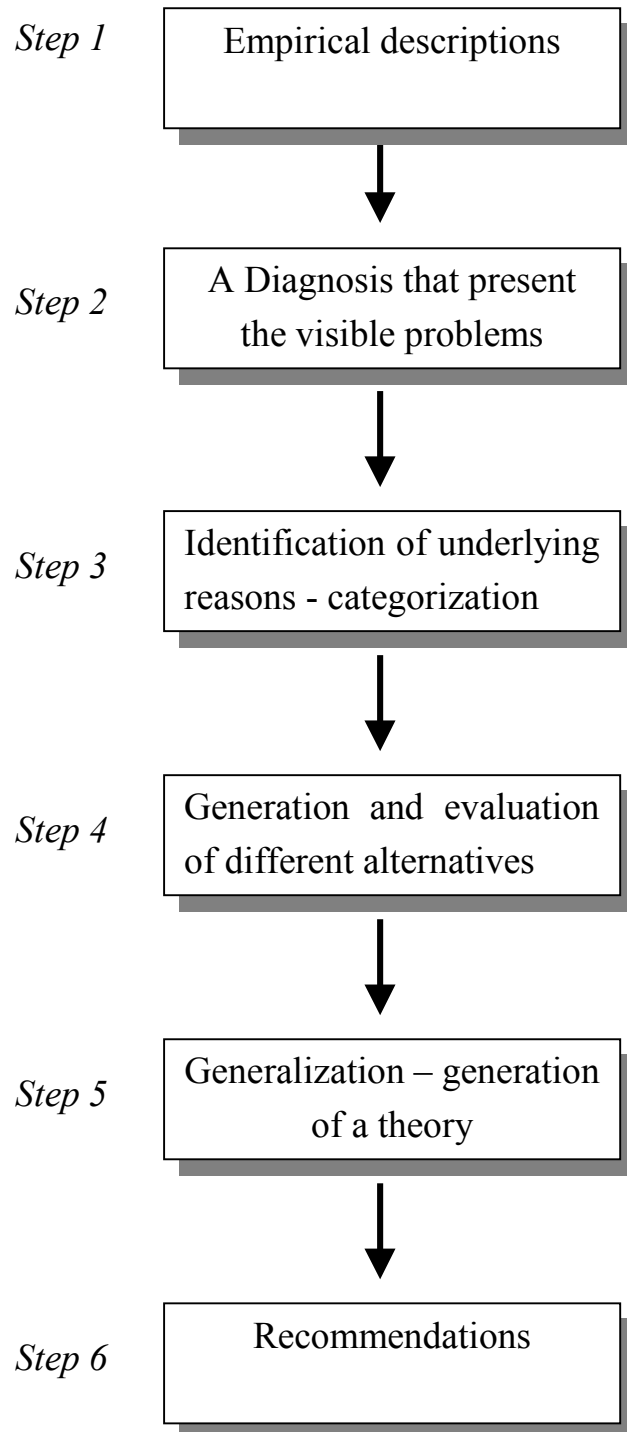 Step 1
Empirical descriptions
Step 2
A Diagnosis that present
the visible problems
Step 3
Identification of underlying
reasons - categorization
Step 4
Generation and evaluation
of different alternatives
Step 5
Generalization – generation
of a theory
Step 6
Recommendations